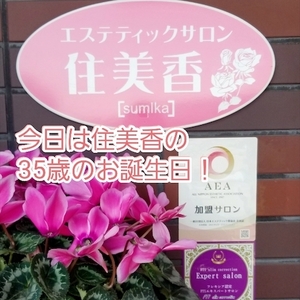 エステティックサロン
住美香
[sumika]
今日は住美香の
35歳のお誕生日！
AEA
加盟サロン
Expert salon